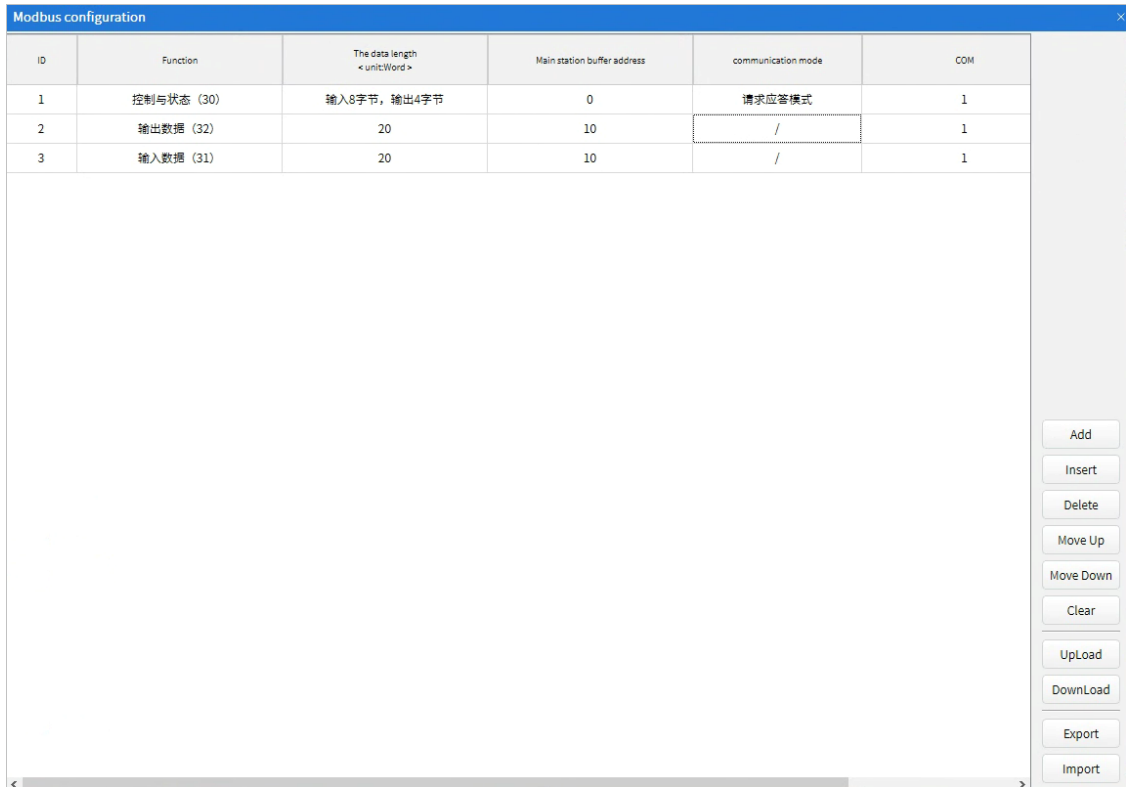 Modbus configuration ×
ID Function The data length Main station buffer address communication mode COM
< unit:Word >
1 控制与状态（30） 输入8字节，输出4字节 0 请求应答模式 1
2 输出数据（32） 20 10 / 1
3 输入数据（31） 20 10 / 1
Add
Insert
Delete
Move Up
Move Down
Clear
UpLoad
DownLoad
Export
Import